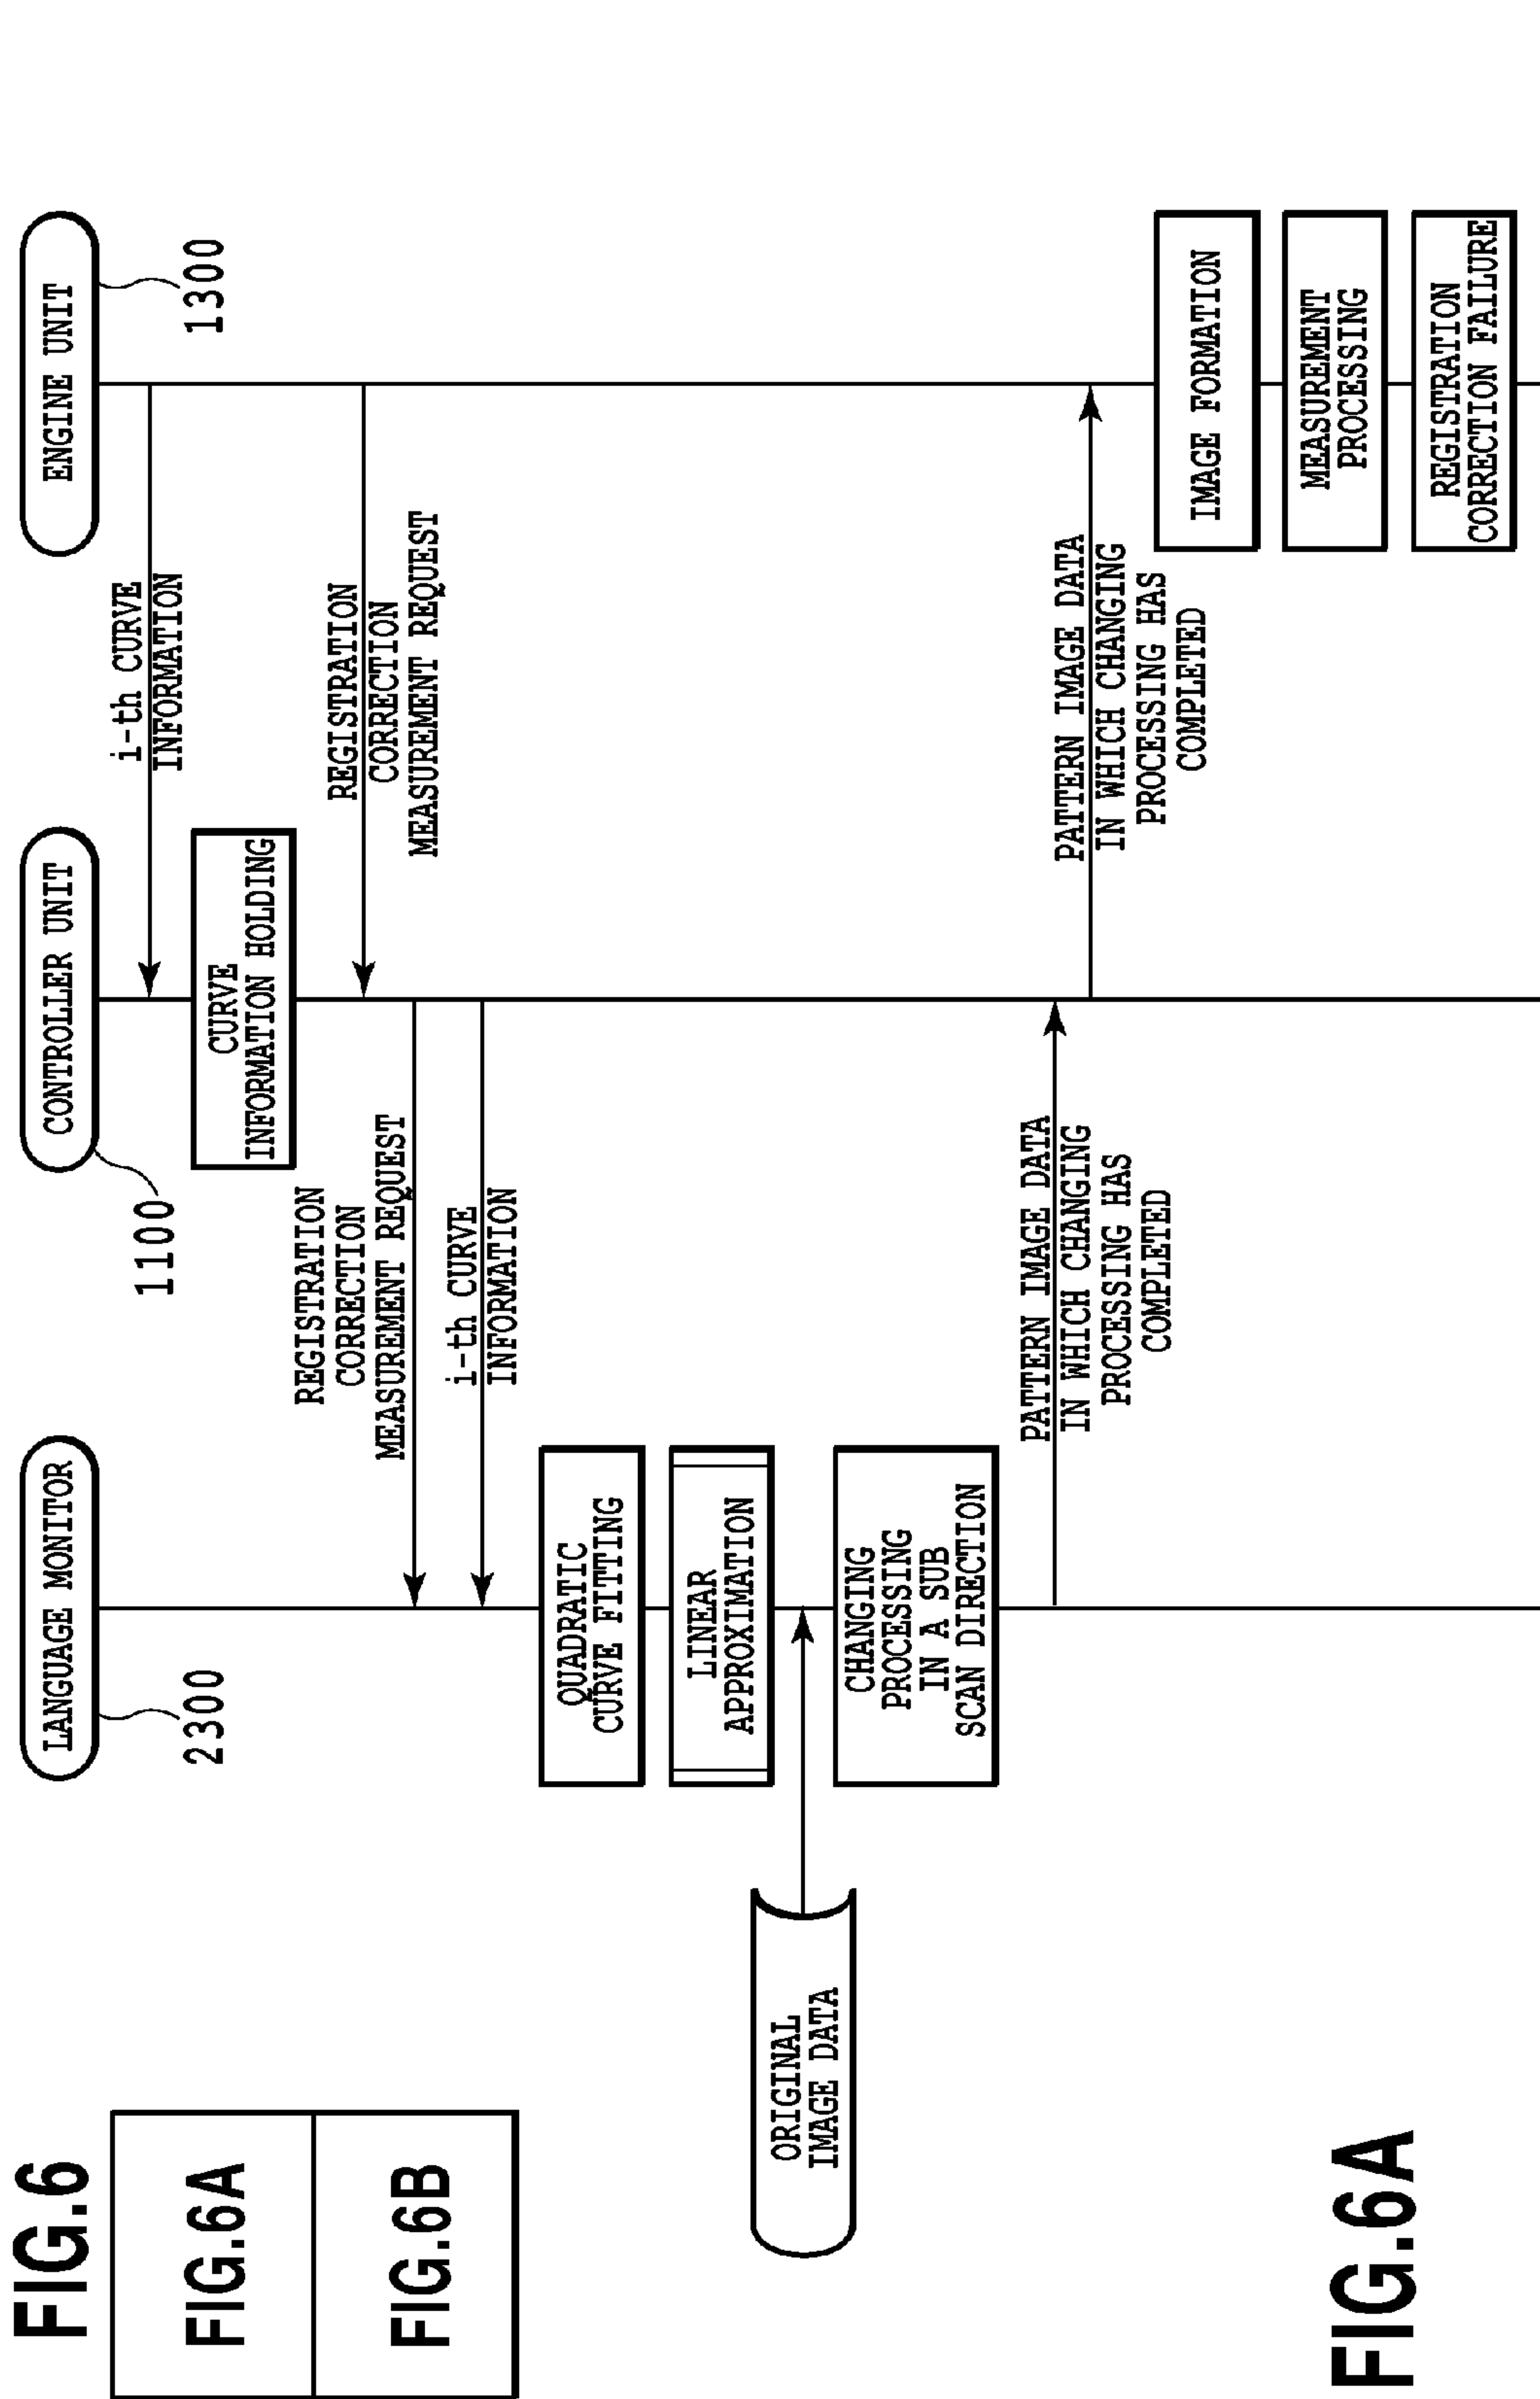 FIG.6
FIG.6A
FIG.6B
LANGUAGE MONITOR
2300
CONTROLLER UNIT
1100
ENGINE UNIT
1300
i-th CURVE
INFORMATION
CURVE
INFORMATION HOLDING
REGISTRATION
CORRECTION
MEASUREMENT REQUEST
REGISTRATION
CORRECTION
MEASUREMENT REQUEST
i-th CURVE
INFORMATION
QUADRATIC
CURVE FITTING
LINEAR
APPROXIMATION
ORIGINAL
IMAGE DATA
CHANGING
PROCESSING
IN A SUB
SCAN DIRECTION
PATTERN IMAGE DATA
IN WHICH CHANGING
PROCESSING HAS
COMPLETED
PATTERN IMAGE DATA
IN WHICH CHANGING
PROCESSING HAS
COMPLETED
IMAGE FORMATION
MEASUREMENT
PROCESSING
REGISTRATION
CORRECTION FAILURE
FIG.6A